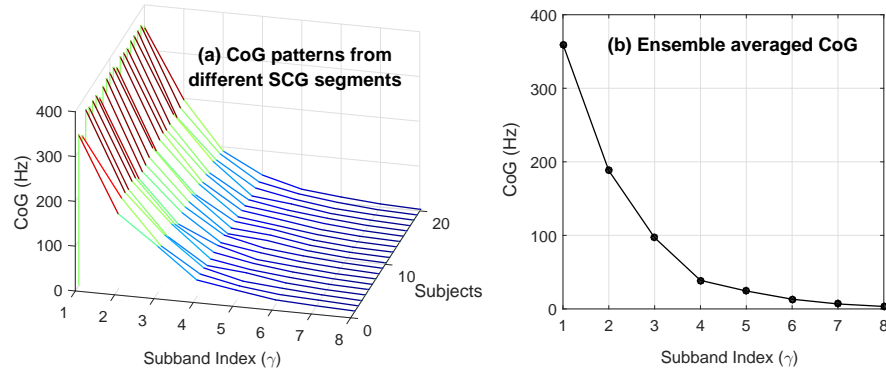 (a) CoG patterns from
different SCG segments
400
300
200
100
0
CoG (Hz)
1
2
3
4
5
6
7
8
Subband Index (γ)
0
10
20
Subjects
(b) Ensemble averaged CoG
400
300
200
100
0
CoG (Hz)
1 2 3 4 5 6 7 8
Subband Index (γ)